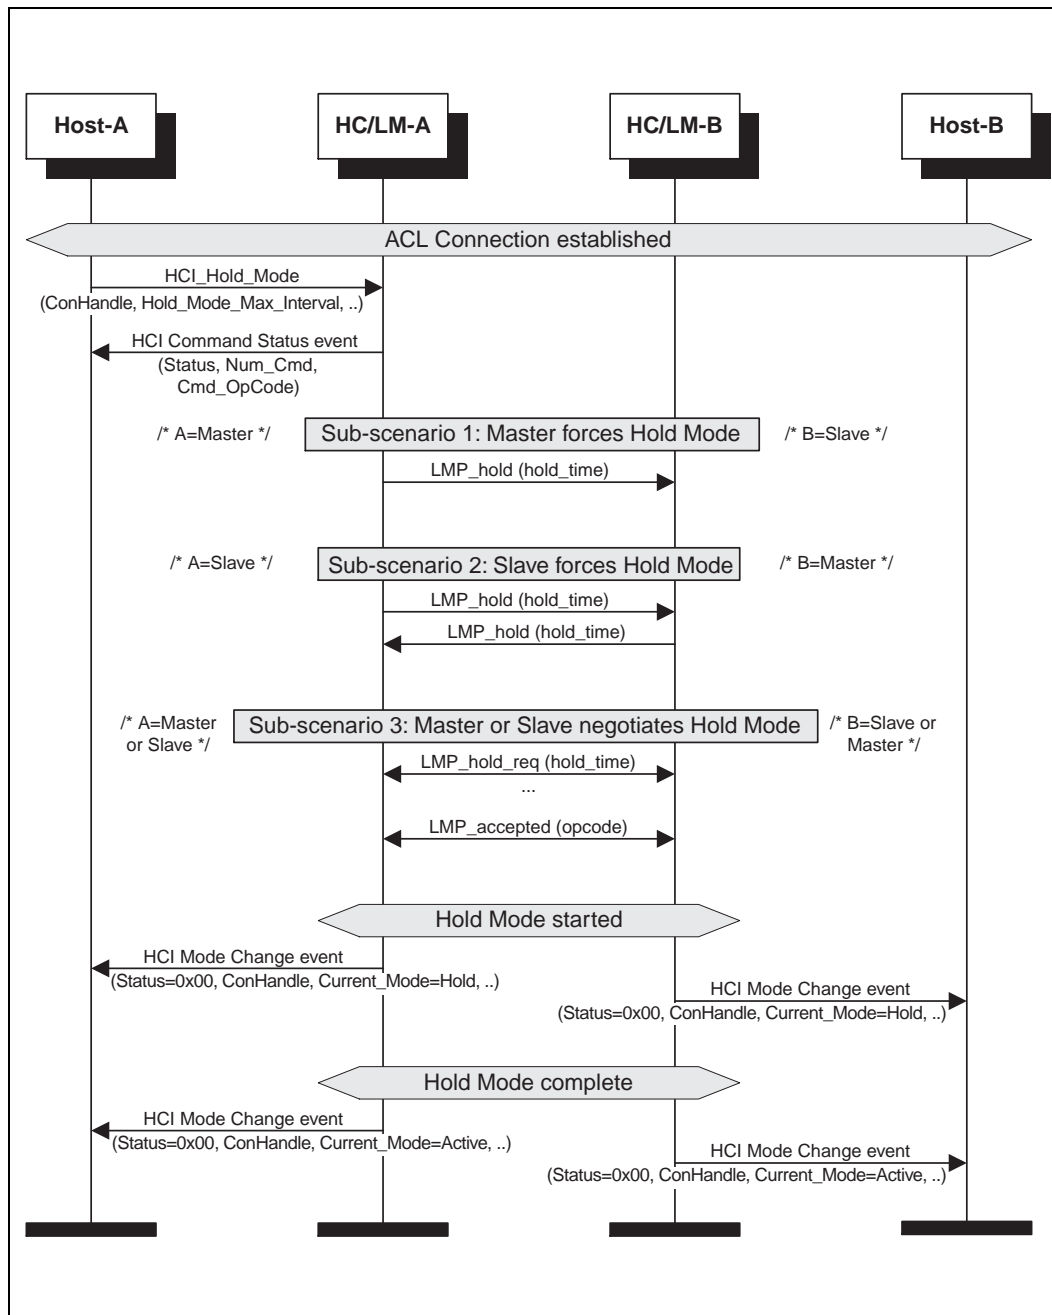 Host-A HC/LM-A HC/LM-B Host-B
ACL Connection established
HCI_Hold_Mode
(ConHandle, Hold_Mode_Max_Interval, ..)
HCI Command Status event
(Status, Num_Cmd,
Cmd_OpCode)
/* A=Master */ Sub-scenario 1: Master forces Hold Mode /* B=Slave */
LMP_hold (hold_time)
/* A=Slave */ Sub-scenario 2: Slave forces Hold Mode /* B=Master */
LMP_hold (hold_time)
LMP_hold (hold_time)
/* A=Master
or Slave */
Sub-scenario 3: Master or Slave negotiates Hold Mode
/* B=Slave or
Master */
LMP_hold_req (hold_time)
...
LMP_accepted (opcode)
Hold Mode started
HCI Mode Change event
(Status=0x00, ConHandle, Current_Mode=Hold, ..)
HCI Mode Change event
(Status=0x00, ConHandle, Current_Mode=Hold, ..)
Hold Mode complete
HCI Mode Change event
(Status=0x00, ConHandle, Current_Mode=Active, ..)
HCI Mode Change event
(Status=0x00, ConHandle, Current_Mode=Active, ..)